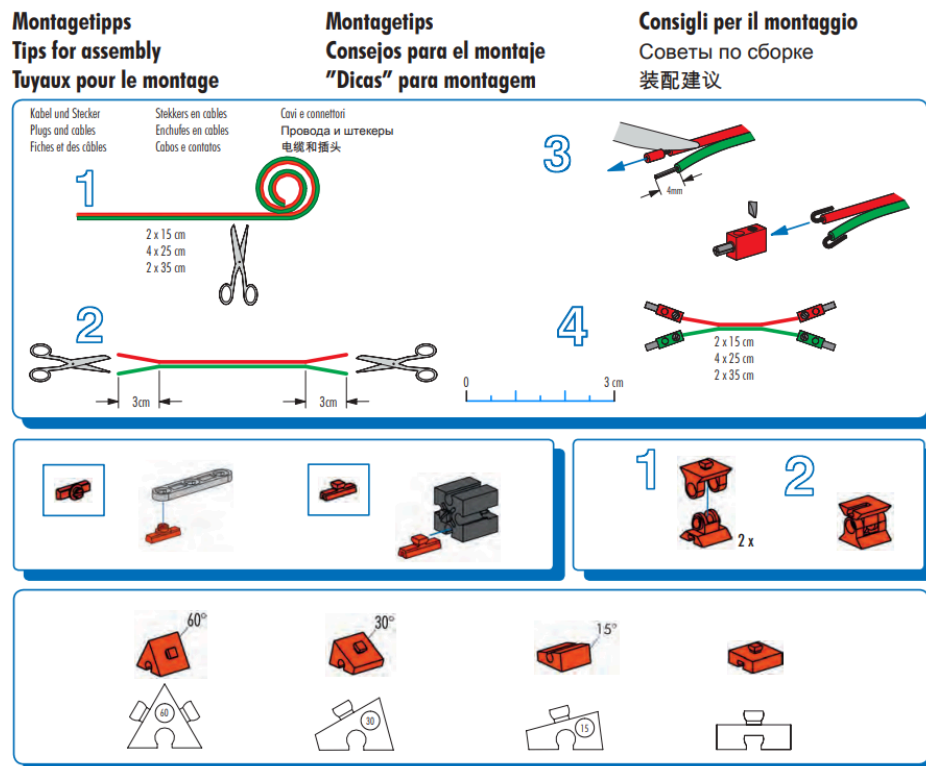 Montagetipps
Tips for assembly
Tuyaux pour le montage
Montagetips
Consejos para el montaje
"Dicas" para montagem
Consigli per il montaggio
Советы по сборке
装配建议
Kabel und Stecker
Plugs and cables
Fiches et des câbles
Stekkers en cables
Enchufes en cables
Cabos e contatos
Cavi e connettori
Провода и штекеры
电缆和插头
1
2 x 15 cm
4 x 25 cm
2 x 35 cm
2
3cm
3cm
3
4mm
4
2 x 15 cm
4 x 25 cm
2 x 35 cm
0
3 cm
1
2 x
2
60°
30°
15°
60
30
15